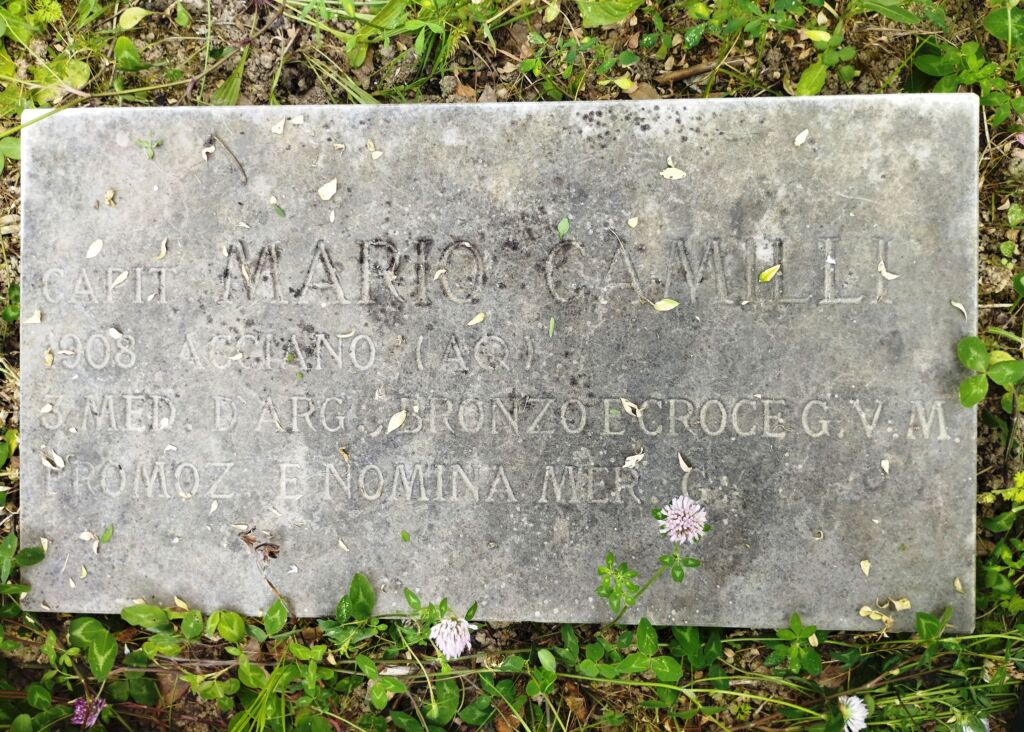 CAPIT MARIO CAMILLI
1908 ACCIANO (AQ)
3 MED. D'ARG., BRONZO E CROCE G. V. M.
PROMOZ. E NOMINA MER. G.